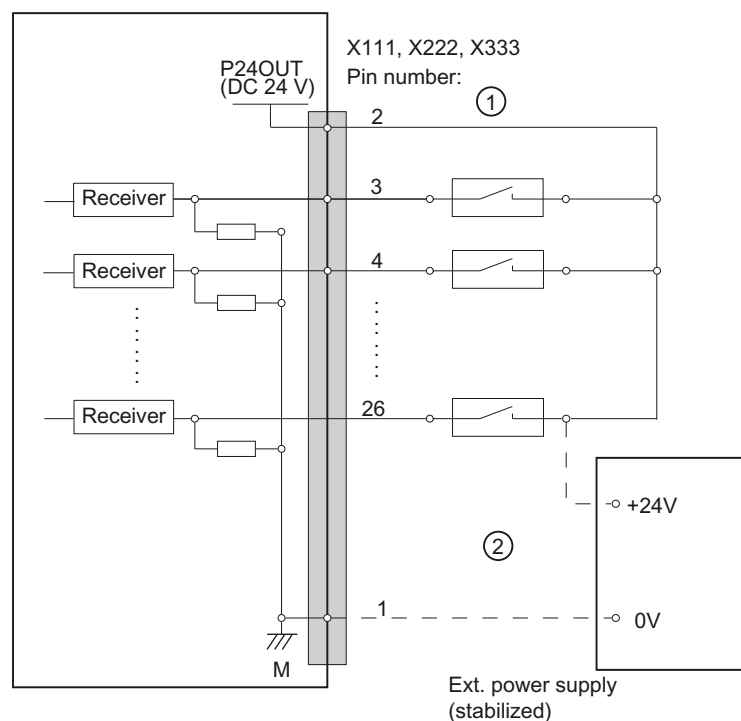 X111, X222, X333
Pin number:
P24OUT
(DC 24 V)
1
2
Receiver
3
Receiver
4
Receiver
26
+24V
2
1
0V
M
Ext. power supply
(stabilized)